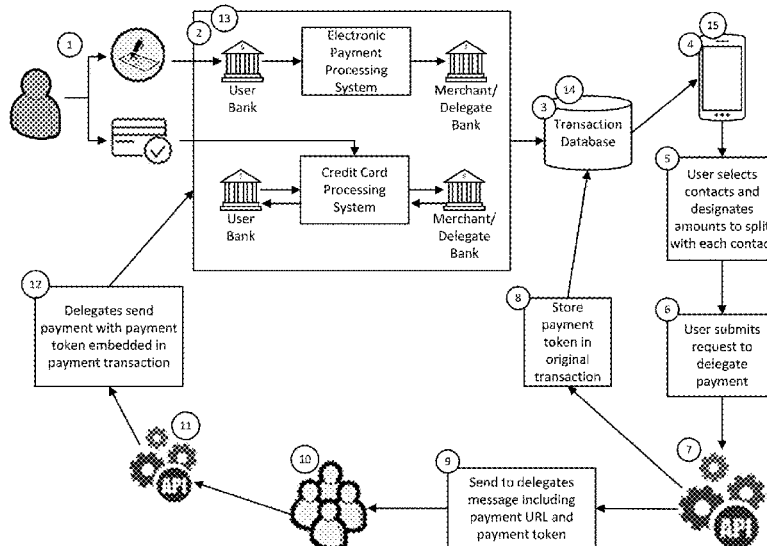 1
2
13
User
Bank
Electronic
Payment
Processing
System
Merchant/
Delegate
Bank
User
Bank
Credit Card
Processing
System
Merchant/
Delegate
Bank
3
14
Transaction
Database
4
15
5
User selects
contacts and
designates
amounts to split
with each contact
6
User submits
request to
delegate
payment
7
API
8
Store
payment
token in
original
transaction
9
Send to delegates
message including
payment URL and
payment token
10
11
API
12
Delegates send
payment with payment
token embedded in
payment transaction